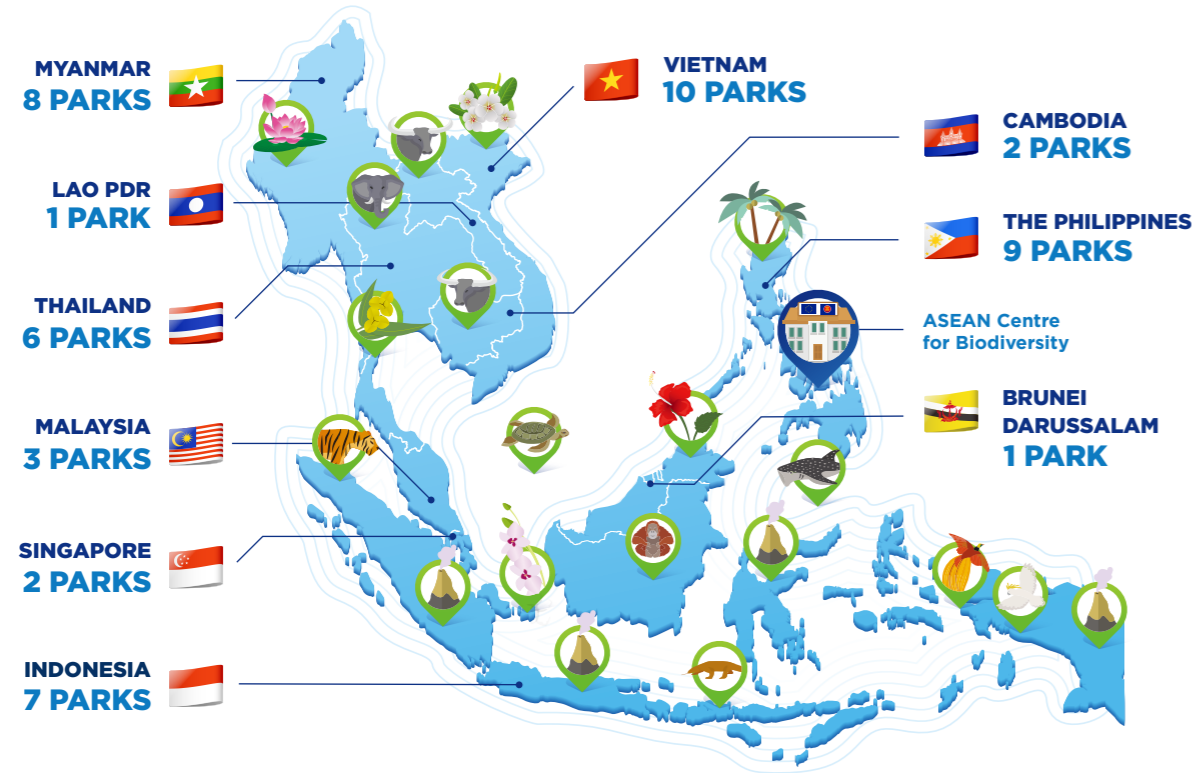 MYANMAR
8 PARKS
LAO PDR
1 PARK
THAILAND
6 PARKS
MALAYSIA
3 PARKS
SINGAPORE
2 PARKS
INDONESIA
7 PARKS
VIETNAM
10 PARKS
CAMBODIA
2 PARKS
THE PHILIPPINES
9 PARKS
ASEAN Centre
for Biodiversity
BRUNEI
DARUSSALAM
1 PARK